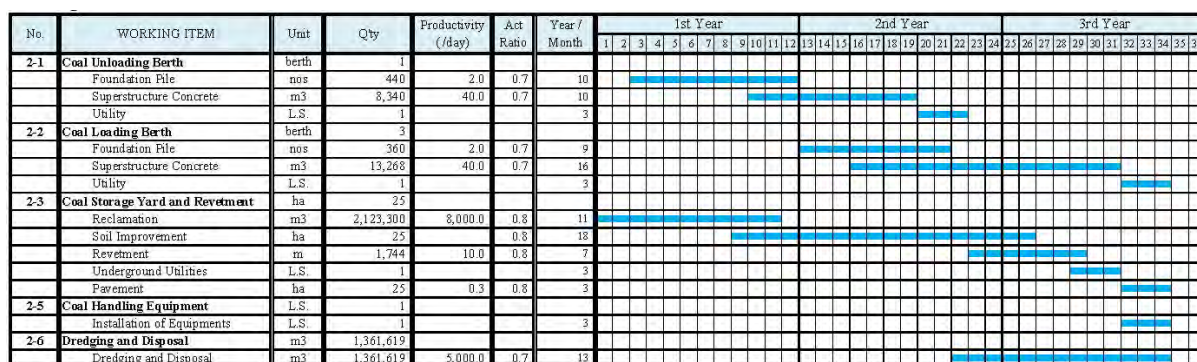 No. WORKING ITEM Unit Q'ty Productivity (/day) Act Ratio Year / Month 1st Year 2nd Year 3rd Year
1 2 3 4 5 6 7 8 9 10 11 12 13 14 15 16 17 18 19 20 21 22 23 24 25 26 27 28 29 30 31 32 33 34 35
2-1 Coal Unloading Berth berth 1
Foundation Pile nos 440 2.0 0.7 10
Superstructure Concrete m3 8,340 40.0 0.7 10
Utility L.S. 1 3
2-2 Coal Loading Berth berth 3
Foundation Pile nos 360 2.0 0.7 9
Superstructure Concrete m3 13,268 40.0 0.7 16
Utility L.S. 1 3
2-3 Coal Storage Yard and Revetment ha 25
Reclamation m3 2,123,300 8,000.0 0.8 11
Soil Improvement ha 25 0.8 18
Revetment m 1,744 10.0 0.8 7
Underground Utilities L.S. 1 3
Pavement ha 25 0.3 0.8 3
2-5 Coal Handling Equipment L.S. 1
Installation of Equipments L.S. 1 3
2-6 Dredging and Disposal m3 1,361,619
Dredging and Disposal m3 1,361,619 5,000.0 0.7 13